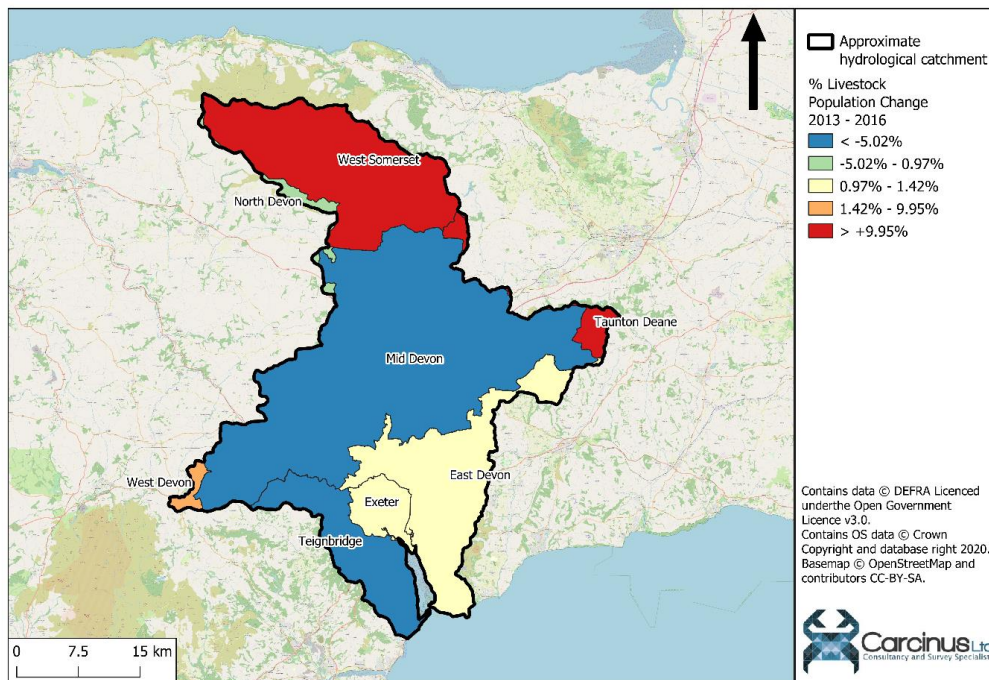 West Somerset
North Devon
Taunton Deane
Mid Devon
West Devon
East Devon
Exeter
Teignbridge
0 7.5 15 km
Approximate
hydrological catchment
% Livestock
Population Change
2013 - 2016
< -5.02%
-5.02% - 0.97%
0.97% - 1.42%
1.42% - 9.95%
> +9.95%
Contains data © DEFRA Licenced
underthe Open Government
Licence v3.0.
Contains OS data © Crown
Copyright and database right 2020.
Basemap © OpenStreetMap and
contributors CC-BY-SA.
Carcinus Ltd
Consultancy and Survey Specialist